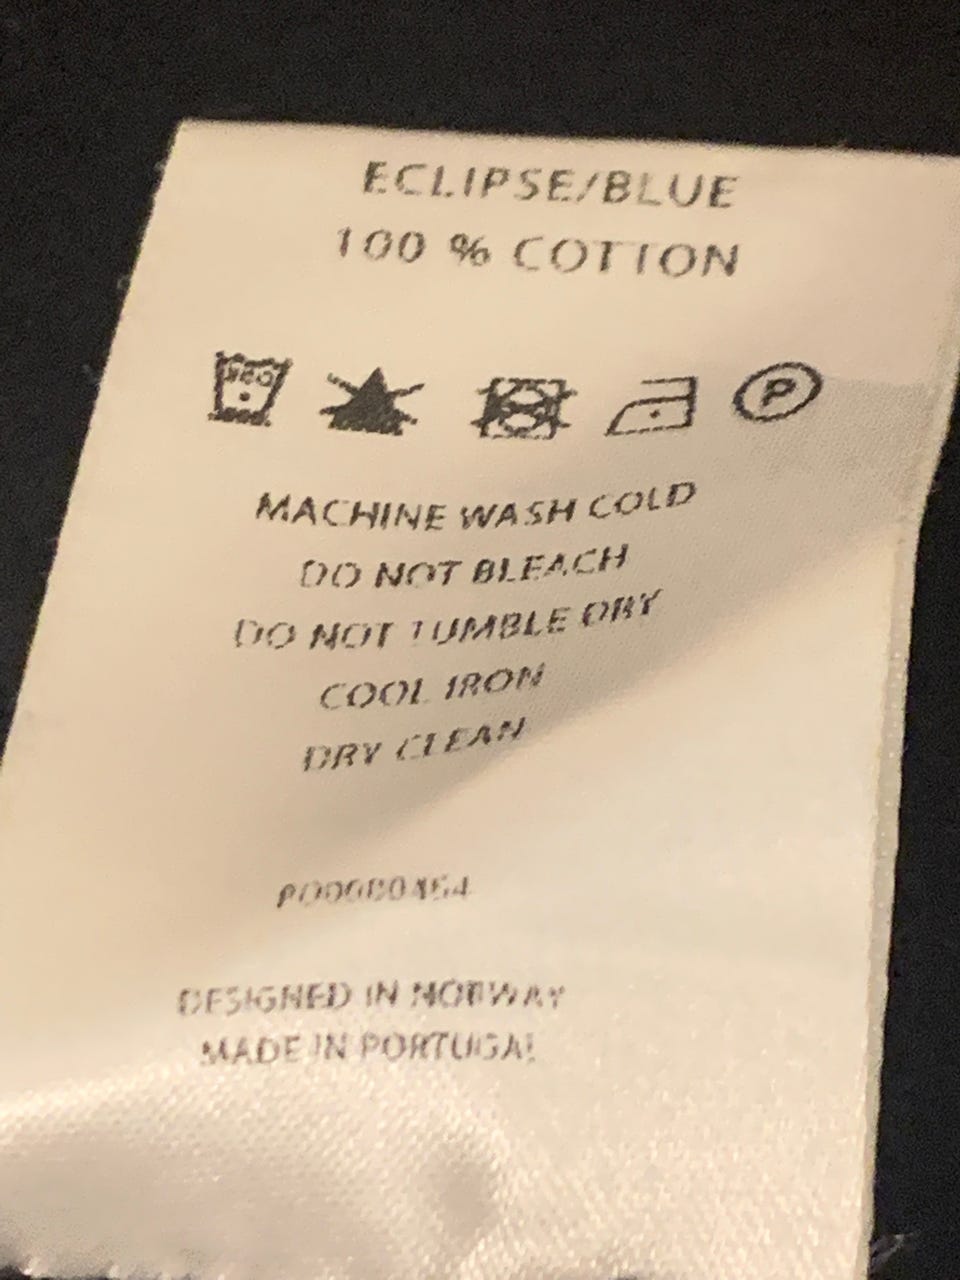 ECLIPSE/BLUE
100 % COTTON
P
MACHINE WASH COLD
DO NOT BLEACH
DO NOT TUMBLE DRY
COOL IRON
DRY CLEAN
DESIGNED IN NORWAY
MADE IN PORTUGAL